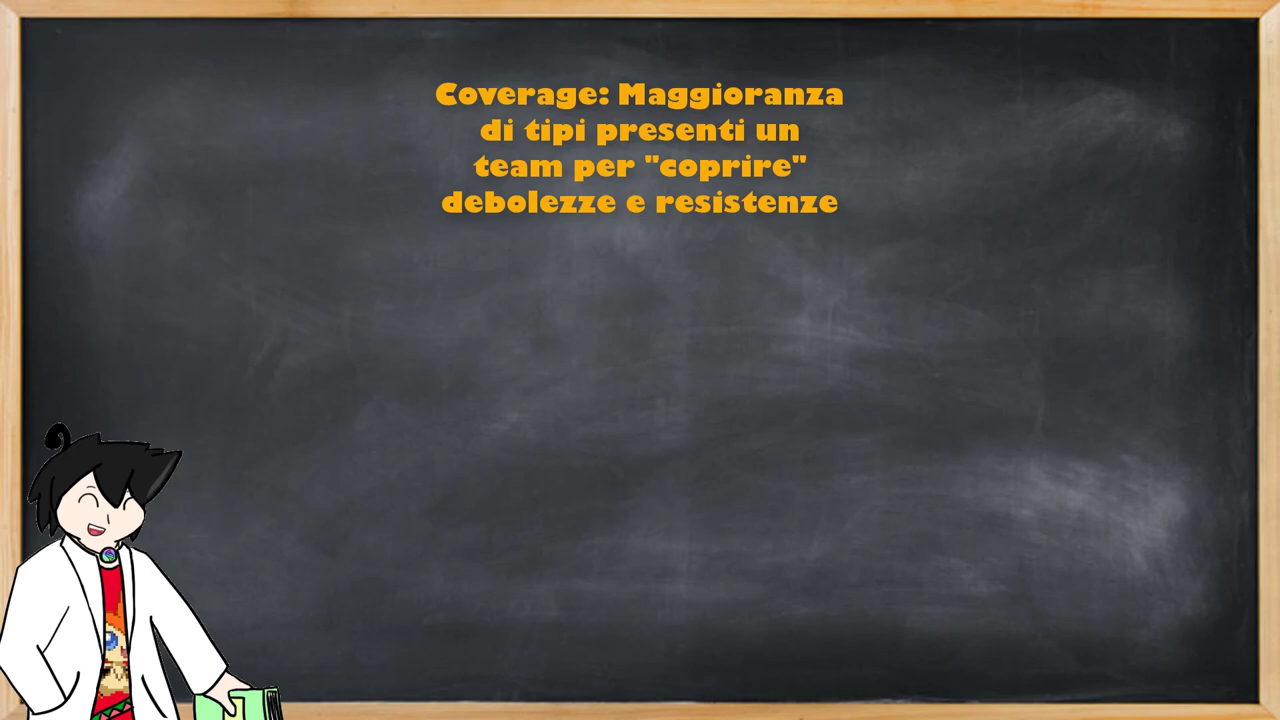 Coverage: Maggioranza
di tipi presenti un
team per "coprire"
debolezze e resistenze